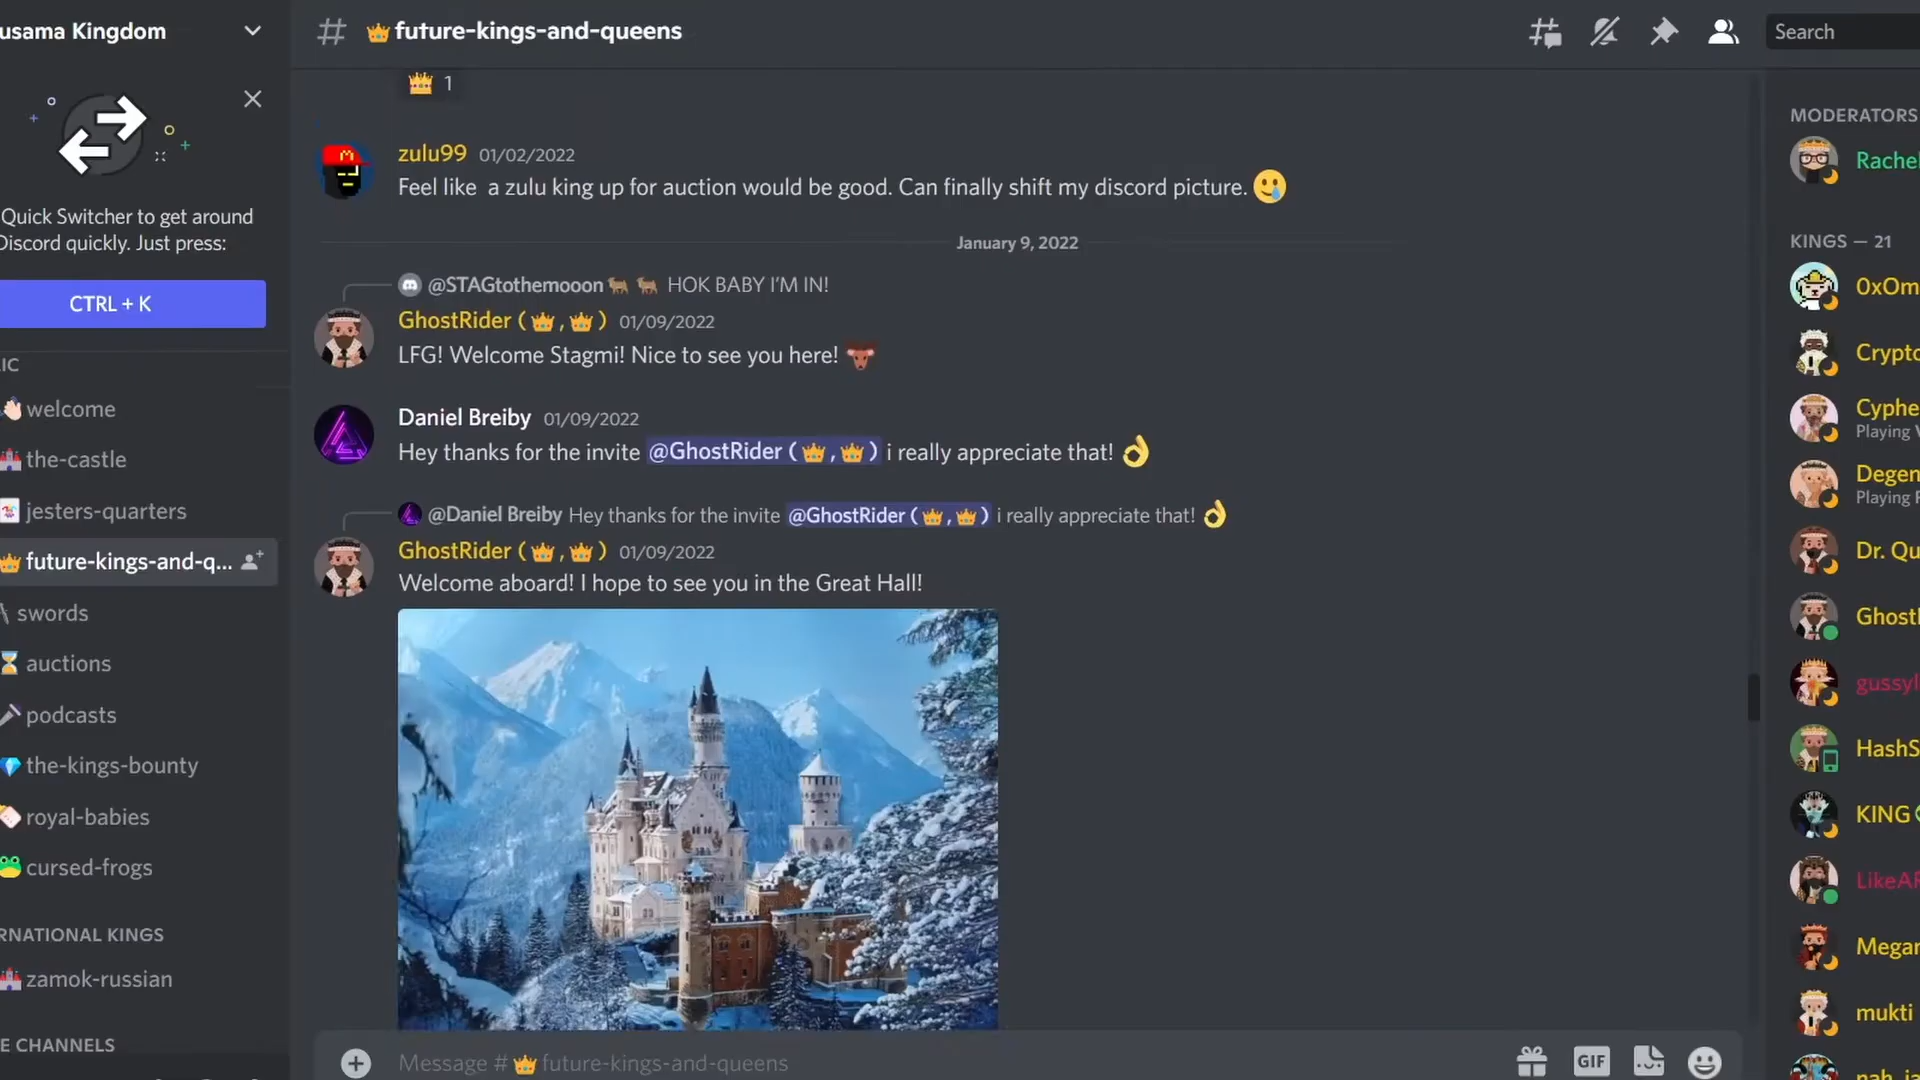 usama Kingdom
Quick Switcher to get around
Discord quickly. Just press:
CTRL + K
IC
welcome
the-castle
jesters-quarters
future-kings-and-q...
swords
auctions
podcasts
the-kings-bounty
royal-babies
cursed-frogs
RNATIONAL KINGS
zamok-russian
E CHANNELS
# 👑future-kings-and-queens
👑 1
zulu99 01/02/2022
Feel like a zulu king up for auction would be good. Can finally shift my discord picture. 🥲
January 9, 2022
@STAGtothemooon🐂 🐂 HOK BABY I'M IN!
GhostRider (👑,👑) 01/09/2022
LFG! Welcome Stagmi! Nice to see you here!
Daniel Breiby 01/09/2022
Hey thanks for the invite @GhostRider (👑,👑) i really appreciate that! 👌
@Daniel Breiby Hey thanks for the invite @GhostRider (👑,👑) i really appreciate that! 👌
GhostRider (👑,👑) 01/09/2022
Welcome aboard! I hope to see you in the Great Hall!
Message #👑future-kings-and-queens
GIF
Search
MODERATORS
Rachel
KINGS — 21
0xOm
Crypto
Cyphe
Playing
Degen
Playing
Dr. Qu
Ghost
gussyl
HashS
KING
LikeA
Megar
mukti